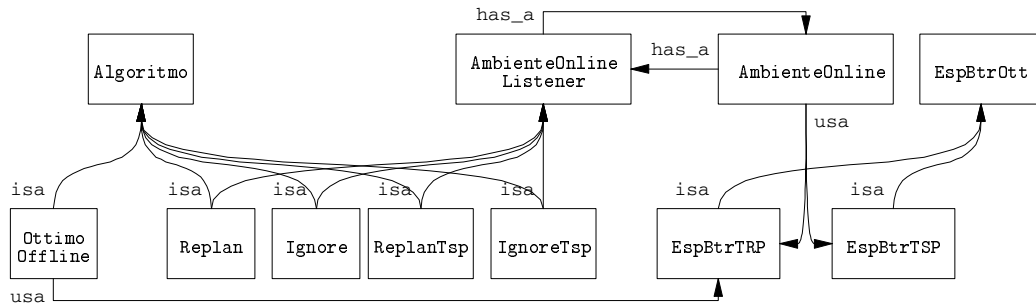 has_a
Algoritmo
AmbienteOnline
Listener
has_a
AmbienteOnline
EspBtrOtt
usa
isa
isa
isa
isa
isa
isa
isa
Ottimo
Offline
Replan
Ignore
ReplanTsp
IgnoreTsp
EspBtrTRP
EspBtrTSP
usa